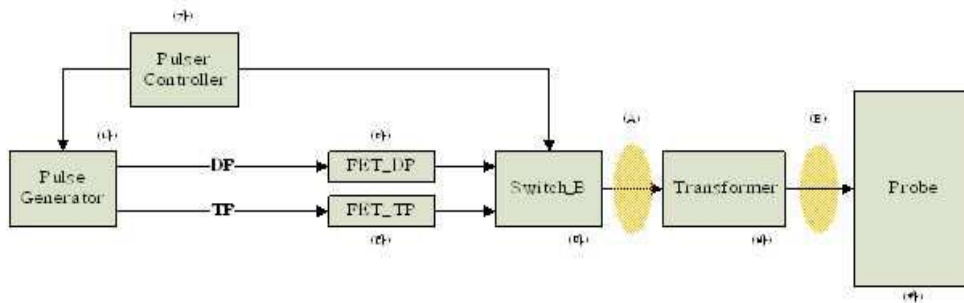 Pulser
Controller
Pulse
Generator
DP
TP
FET_DP
FET_TP
Switch_B
(A)
Transformer
(B)
Probe